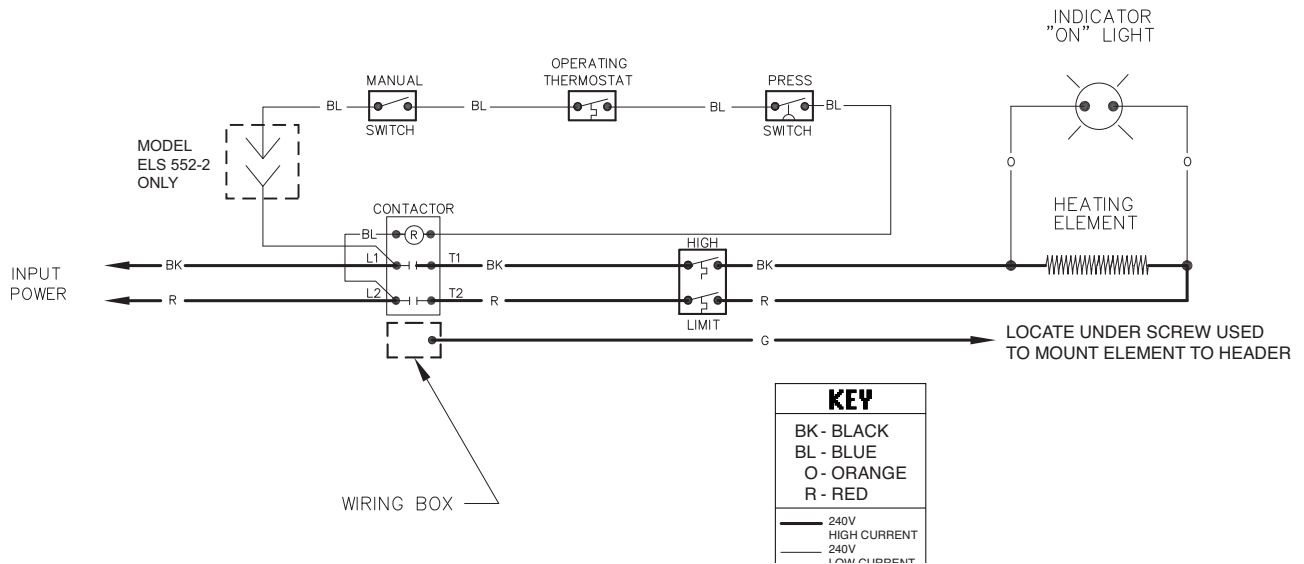 INDICATOR
"ON" LIGHT
OPERATING
THERMOSTAT
MANUAL
PRESS
BL
BL
BL
BL
SWITCH
SWITCH
MODEL
ELS 552-2
ONLY
O
O
HEATING
ELEMENT
CONTACTOR
BL
R
HIGH
L1
T1
INPUT
POWER
BK
BK
BK
L2
T2
R
R
R
LIMIT
G
LOCATE UNDER SCREW USED
TO MOUNT ELEMENT TO HEADER
WIRING BOX
KEY
BK - BLACK
BL - BLUE
O - ORANGE
R - RED
240V
HIGH CURRENT
240V
LOW CURRENT